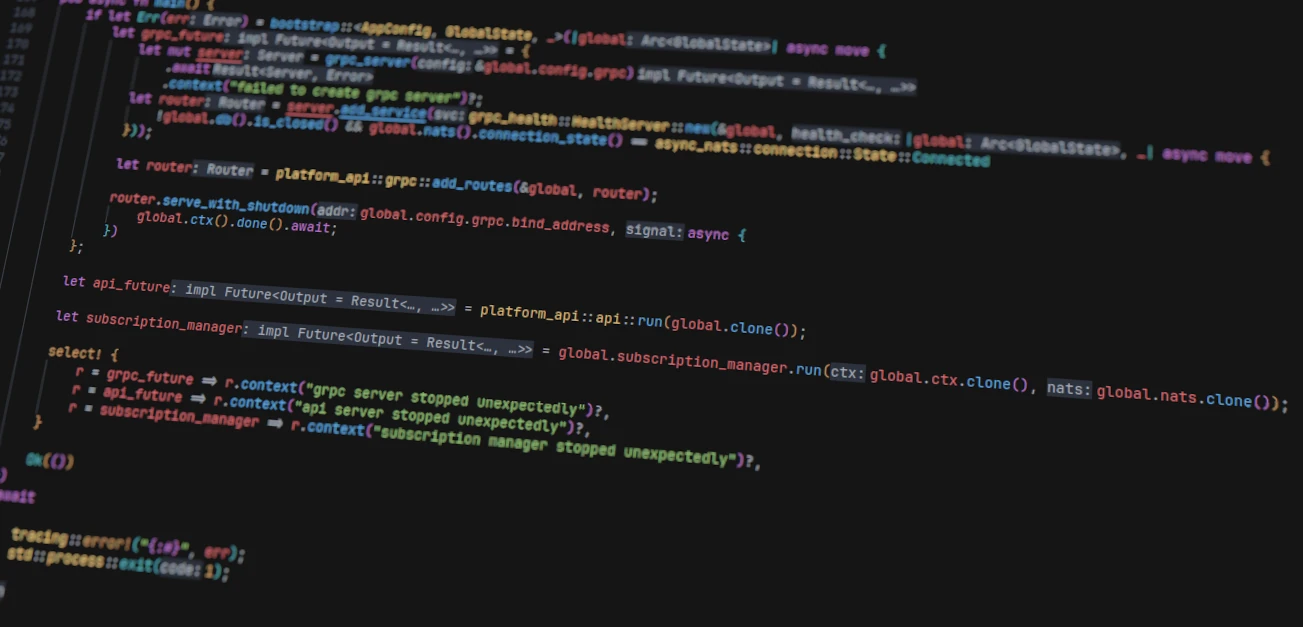 168
169
170
171
172
173
pub async fn main() {
if let Err(err: Error) = bootstrap::<AppConfig, GlobalState, _>(|global: Arc<GlobalState>| async move {
let grpc_future: impl Future<Output = Result<…, …>> = {
let mut server: Server = grpc_server(config: &global.config.grpc) impl Future<Output = Result<…, …>>
.await Result<Server, Error>
.context("failed to create grpc server")?;
let router: Router = server.add_service(svc: grpc_health::HealthServer::new(&global, health_check: |global: Arc<GlobalState>, _| async move {
!global.db().is_closed() && global.nats().connection_state() == async_nats::connection::State::Connected
}));
let router: Router = platform_api::grpc::add_routes(&global, router);
router.serve_with_shutdown(addr: global.config.grpc.bind_address, signal: async {
global.ctx().done().await;
})
};
let api_future: impl Future<Output = Result<…, …>> = platform_api::api::run(global.clone());
let subscription_manager: impl Future<Output = Result<…, …>> = global.subscription_manager.run(ctx: global.ctx.clone(), nats: global.nats.clone());
select! {
r = grpc_future => r.context("grpc server stopped unexpectedly")?,
r = api_future => r.context("api server stopped unexpectedly")?,
r = subscription_manager => r.context("subscription manager stopped unexpectedly")?,
}
Ok(())
)
await
tracing::error!("{:#}", err);
std::process::exit(code: 1);